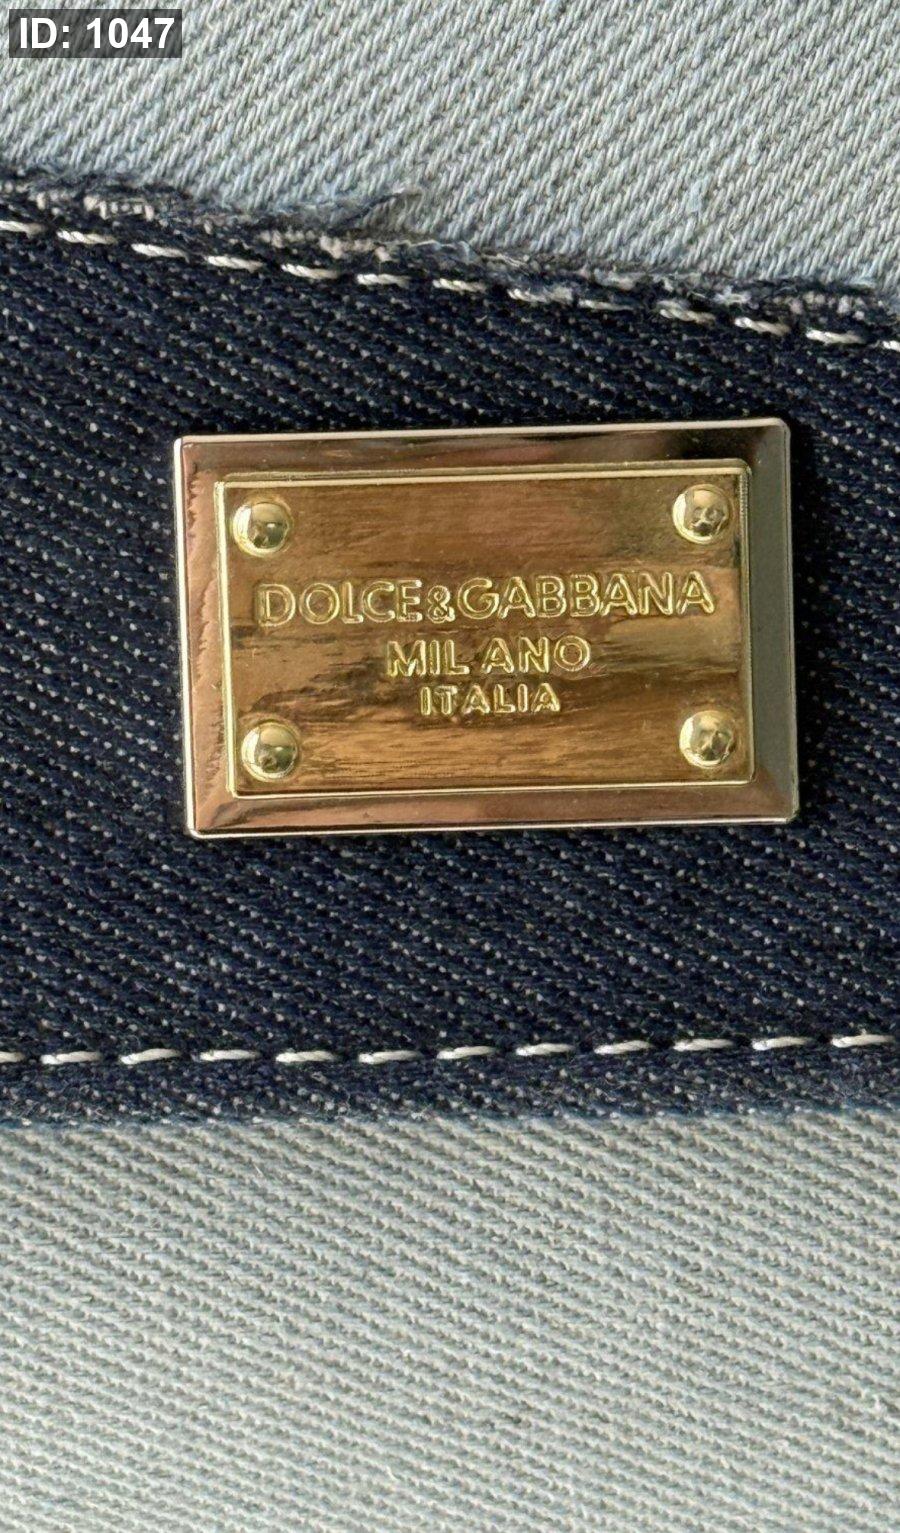 ID: 1047
DOLCE&GABBANA
MILANO
ITALIA